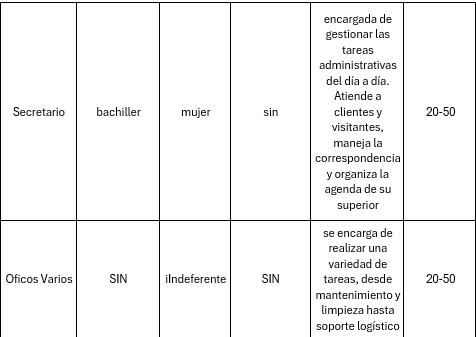 encargada de
gestionar las
tareas
administrativas
del día a día.
Atiende a
Secretario bachiller mujer sin clientes y 20-50
visitantes,
maneja la
correspondencia
y organiza la
agenda de su
superior
se encarga de
realizar una
variedad de
Oficos Varios SIN iIndeferente SIN tareas, desde 20-50
mantenimiento y
limpieza hasta
soporte logístico